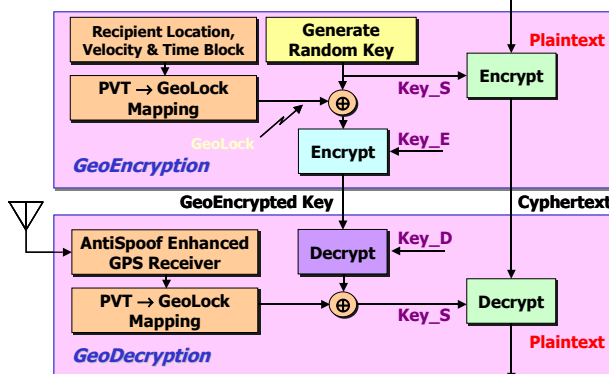 Recipient Location,
Velocity & Time Block
Generate
Random Key
Plaintext
PVT → GeoLock
Mapping
⊕
Key_S
Encrypt
GeoLock
Key_E
Encrypt
GeoEncryption
GeoEncrypted Key
Cyphertext
AntiSpoof Enhanced
GPS Receiver
Decrypt
Key_D
PVT → GeoLock
Mapping
⊕
Key_S
Decrypt
Plaintext
GeoDecryption